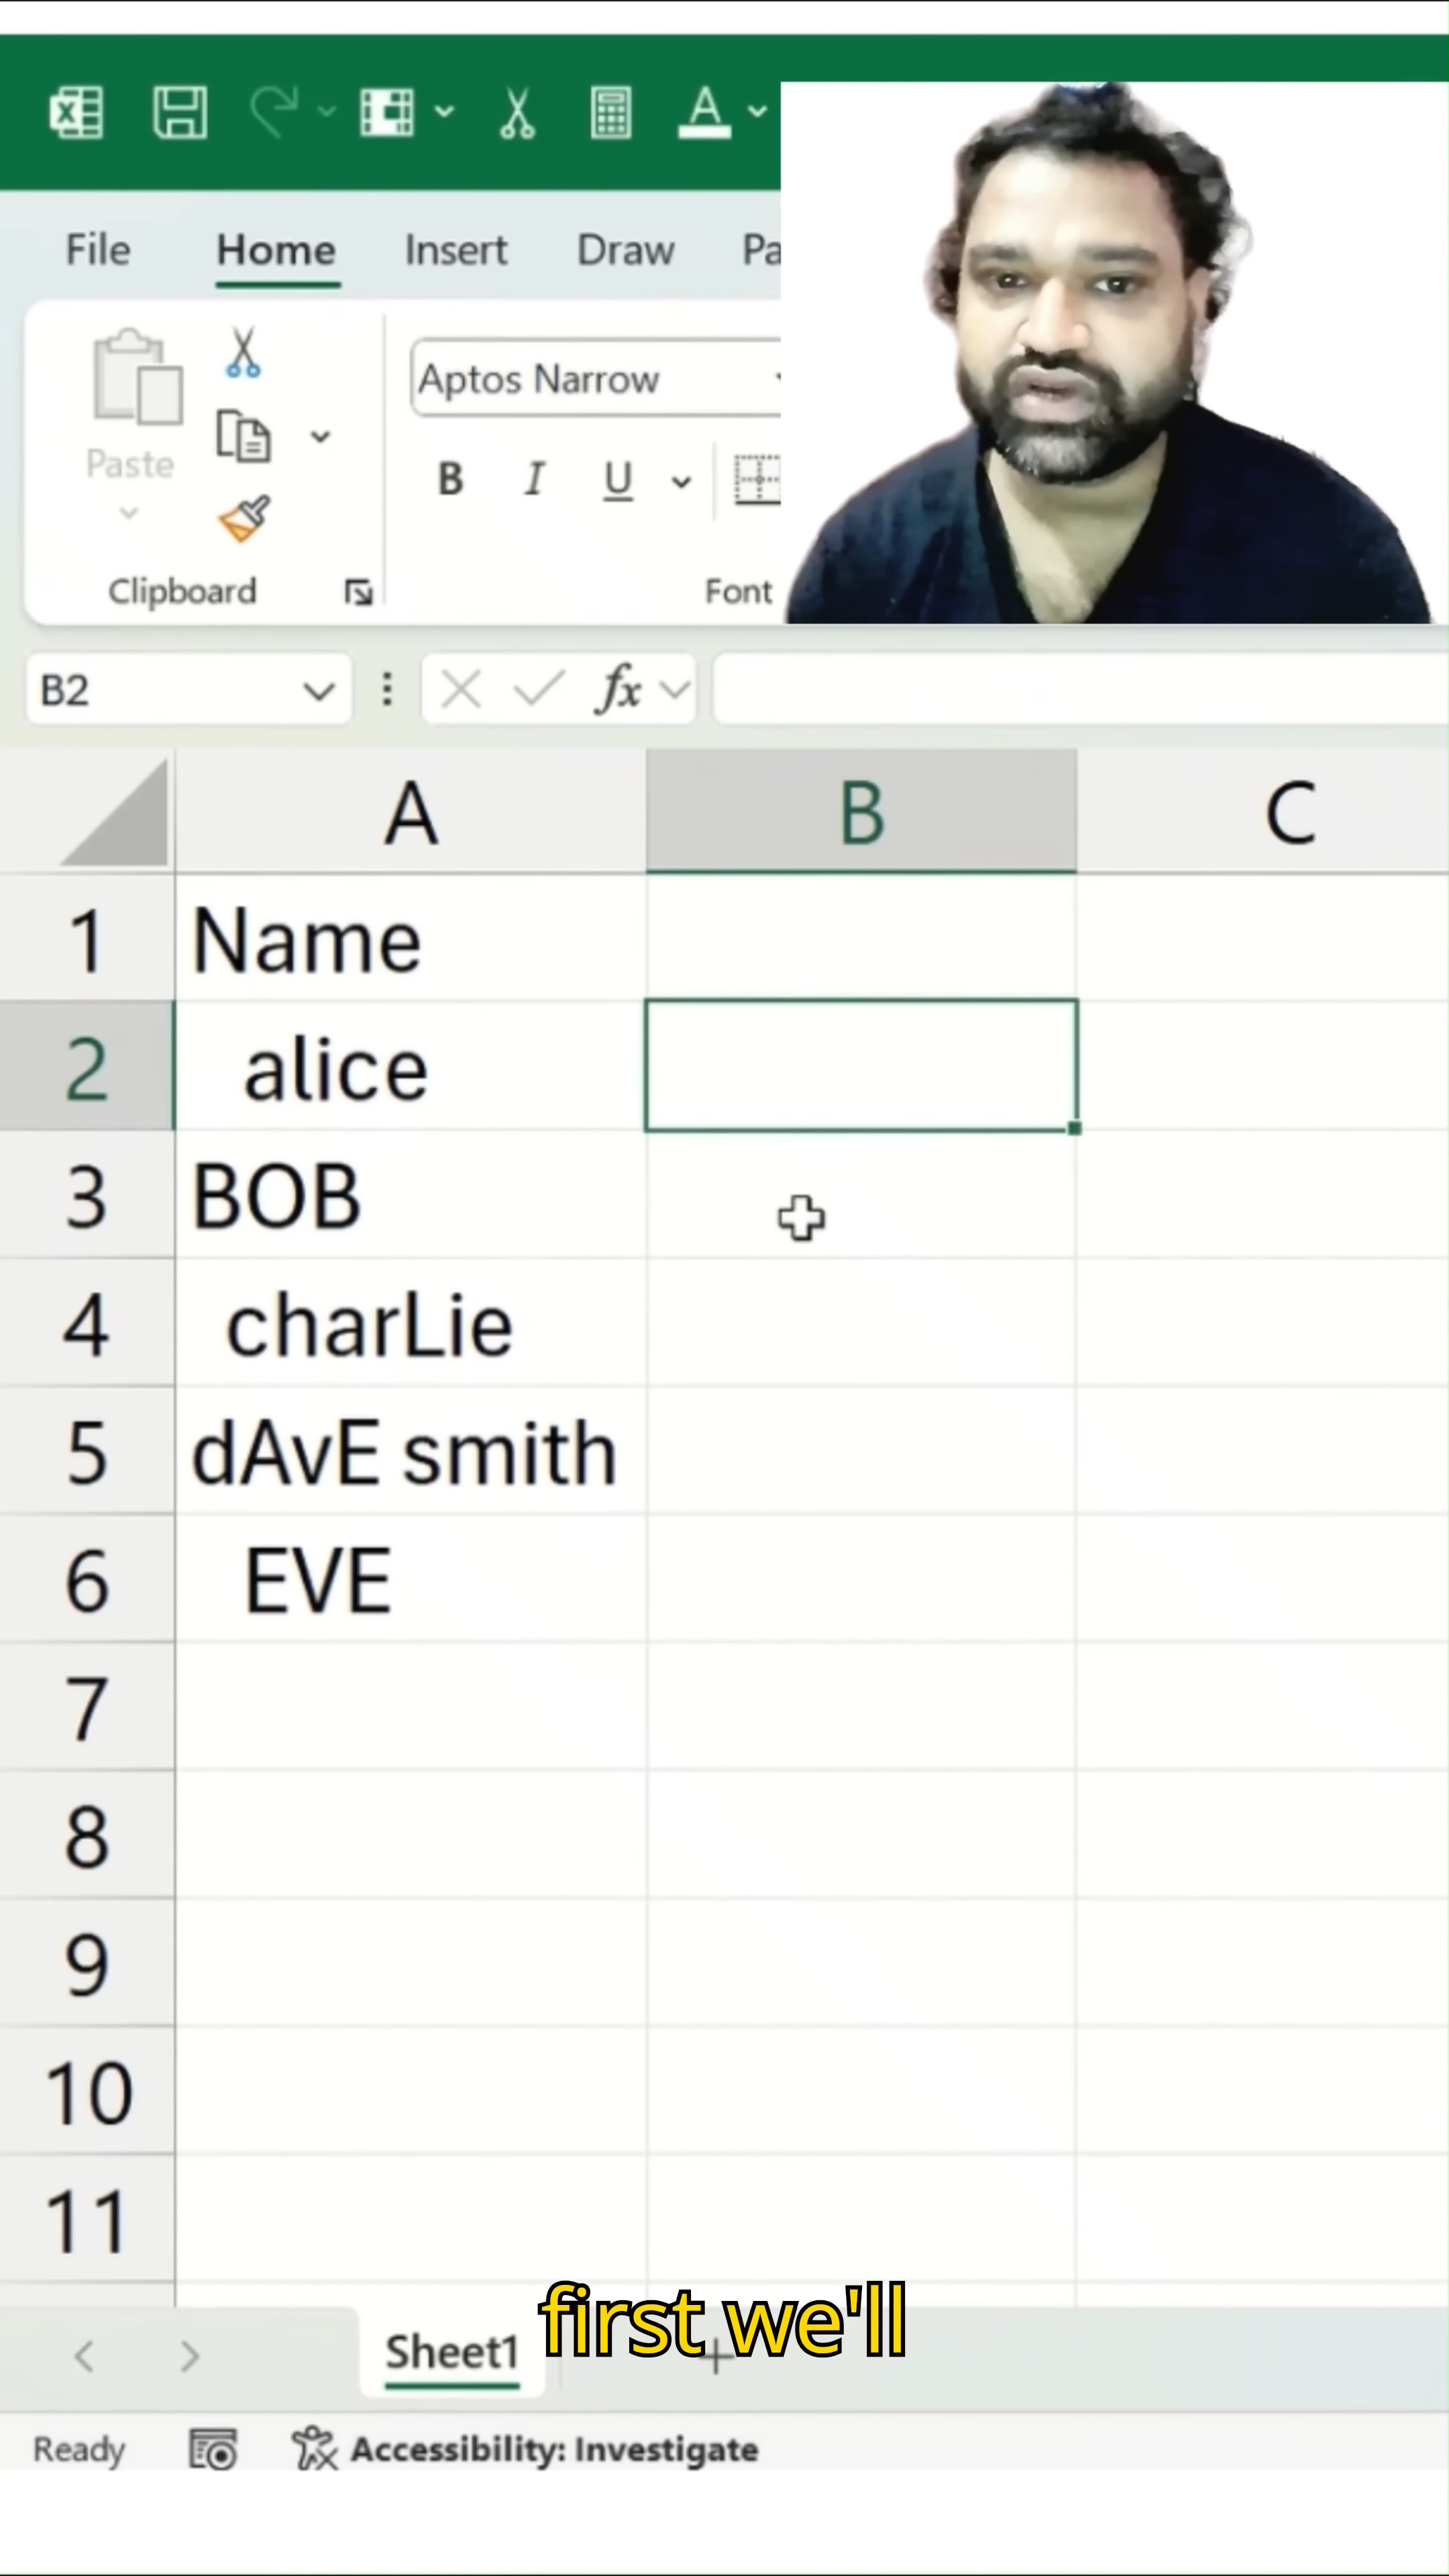 File Home Insert Draw Pa
Aptos Narrow
Paste
B I U
Clipboard
Font
B2
fx
A B C
1 Name
2 alice
3 BOB
4 charLie
5 dAvE smith
6 EVE
7
8
9
10
11
first we'll
Sheet1
Ready
Accessibility: Investigate